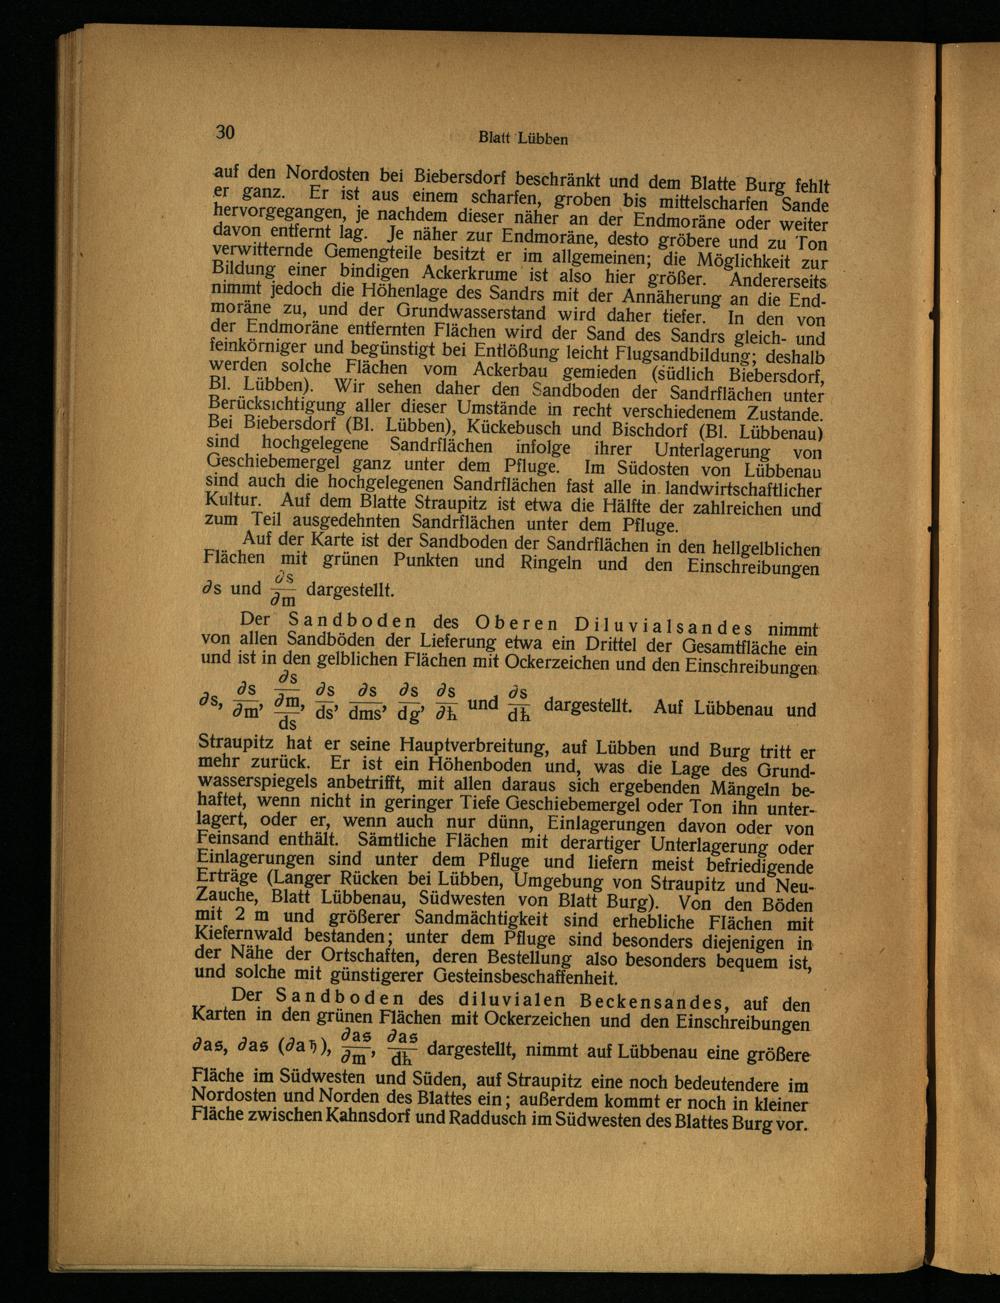 30
Blatt Lübben
auf den Nordosten bei Biebersdorf beschränkt und dem Blatte Burg fehlt
er ganz. Er ist aus einem scharfen, groben bis mittelscharfen Sande
hervorgegangen, je nachdem dieser näher an der Endmoräne oder weiter
davon entfernt lag. Je näher zur Endmoräne, desto gröbere und zu Ton
verwitternde Gemengteile besitzt er im allgemeinen; die Möglichkeit zur
Bildung einer bindigen Ackerkrume ist also hier größer. Andererseits
nimmt jedoch die Höhenlage des Sandrs mit der Annäherung an die End-
moräne zu, und der Grundwasserstand wird daher tiefer. In den von
der Endmoräne entfernten Flächen wird der Sand des Sandrs gleich- und
feinkörniger und begünstigt bei Entlößung leicht Flugsandbildung; deshalb
werden solche Flächen vom Ackerbau gemieden (südlich Biebersdorf,
Bl. Lübben). Wir sehen daher den Sandboden der Sandrflächen unter
Berücksichtigung aller dieser Umstände in recht verschiedenem Zustande.
Bei Biebersdorf (Bl. Lübben), Kückebusch und Bischdorf (Bl. Lübbenau)
sind hochgelegene Sandrflächen infolge ihrer Unterlagerung von
Geschiebemergel ganz unter dem Pfluge. Im Südosten von Lübbenau
sind auch die hochgelegenen Sandrflächen fast alle in landwirtschaftlicher
Kultur. Auf dem Blatte Straupitz ist etwa die Hälfte der zahlreichen und
zum Teil ausgedehnten Sandrflächen unter dem Pfluge.
Auf der Karte ist der Sandboden der Sandrflächen in den hellgelblichen
Flächen mit grünen Punkten und Ringeln und den Einschreibungen
∂s und ∂s/∂m dargestellt.
Der Sandboden des Oberen Diluvialsandes nimmt
von allen Sandböden der Lieferung etwa ein Drittel der Gesamtfläche ein
und ist in den gelblichen Flächen mit Ockerzeichen und den Einschreibungen
∂s, ∂s/∂m, ∂s/∂m/ds, ∂s/ds, ∂s/dms, ∂s/dg, ∂s/∂h und ∂s/dh dargestellt. Auf Lübbenau und
Straupitz hat er seine Hauptverbreitung, auf Lübben und Burg tritt er
mehr zurück. Er ist ein Höhenboden und, was die Lage des Grund-
wasserspiegels anbetrifft, mit allen daraus sich ergebenden Mängeln be-
haftet, wenn nicht in geringer Tiefe Geschiebemergel oder Ton ihn unter-
lagert, oder er, wenn auch nur dünn, Einlagerungen davon oder von
Feinsand enthält. Sämtliche Flächen mit derartiger Unterlagerung oder
Einlagerungen sind unter dem Pfluge und liefern meist befriedigende
Erträge (Langer Rücken bei Lübben, Umgebung von Straupitz und Neu-
Zauche, Blatt Lübbenau, Südwesten von Blatt Burg). Von den Böden
mit 2 m und größerer Sandmächtigkeit sind erhebliche Flächen mit
Kiefernwald bestanden; unter dem Pfluge sind besonders diejenigen in
der Nähe der Ortschaften, deren Bestellung also besonders bequem ist,
und solche mit günstigerer Gesteinsbeschaffenheit.
Der Sandboden des diluvialen Beckensandes, auf den
Karten in den grünen Flächen mit Ockerzeichen und den Einschreibungen
∂as, ∂as (∂aħ), ∂as/∂m, ∂as/dh dargestellt, nimmt auf Lübbenau eine größere
Fläche im Südwesten und Süden, auf Straupitz eine noch bedeutendere im
Nordosten und Norden des Blattes ein; außerdem kommt er noch in kleiner
Fläche zwischen Kahnsdorf und Raddusch im Südwesten des Blattes Burg vor.